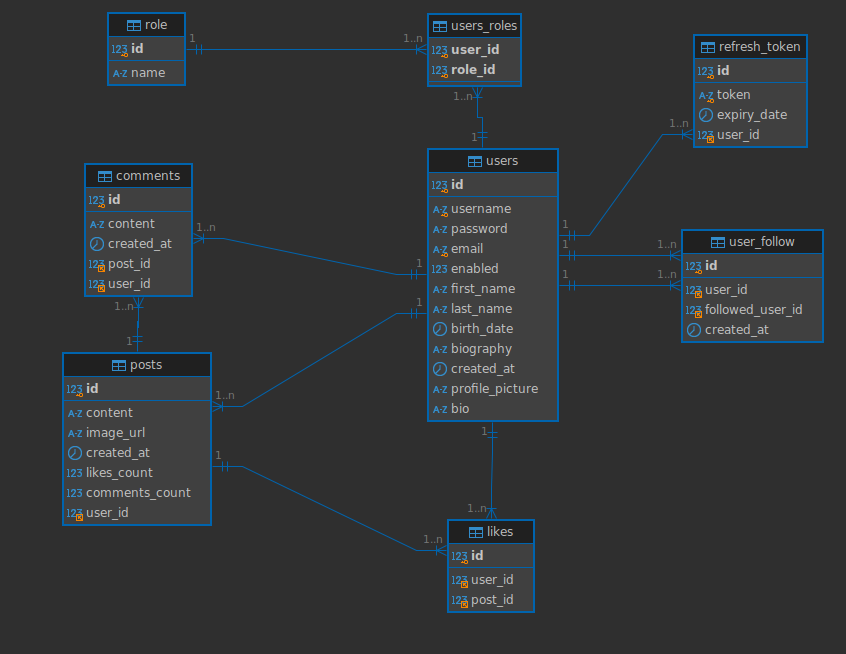 role
123 id
A-Z name
1
1..n
users_roles
123 user_id
123 role_id
1..n
1
refresh_token
123 id
A-Z token
expiry_date
123 user_id
1..n
comments
123 id
A-Z content
created_at
123 post_id
123 user_id
1..n
1..n
1
users
123 id
A-Z username
A-Z password
A-Z email
123 enabled
A-Z first_name
A-Z last_name
birth_date
A-Z biography
created_at
A-Z profile_picture
A-Z bio
1
1
1
1
1
1
user_follow
123 id
123 user_id
123 followed_user_id
created_at
1..n
1..n
posts
123 id
A-Z content
A-Z image_url
created_at
123 likes_count
123 comments_count
123 user_id
1..n
1
1..n
1..n
likes
123 id
123 user_id
123 post_id